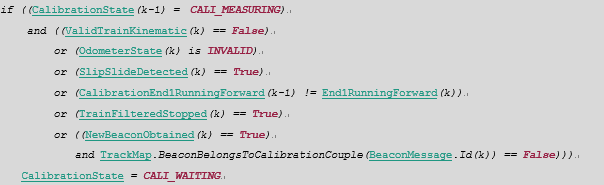 if ((CalibrationState(k-1) = CALI_MEASURING)
and ((ValidTrainKinematic(k) == False)
or (OdometerState(k) is INVALID)
or (SlipSlideDetected(k) == True)
or (CalibrationEnd1RunningForward(k-1) != End1RunningForward(k))
or (TrainFilteredStopped(k) == True)
or ((NewBeaconObtained(k) == True)
and TrackMap.BeaconBelongsToCalibrationCouple(BeaconMessage.Id(k)) == False)))
CalibrationState = CALI_WAITING